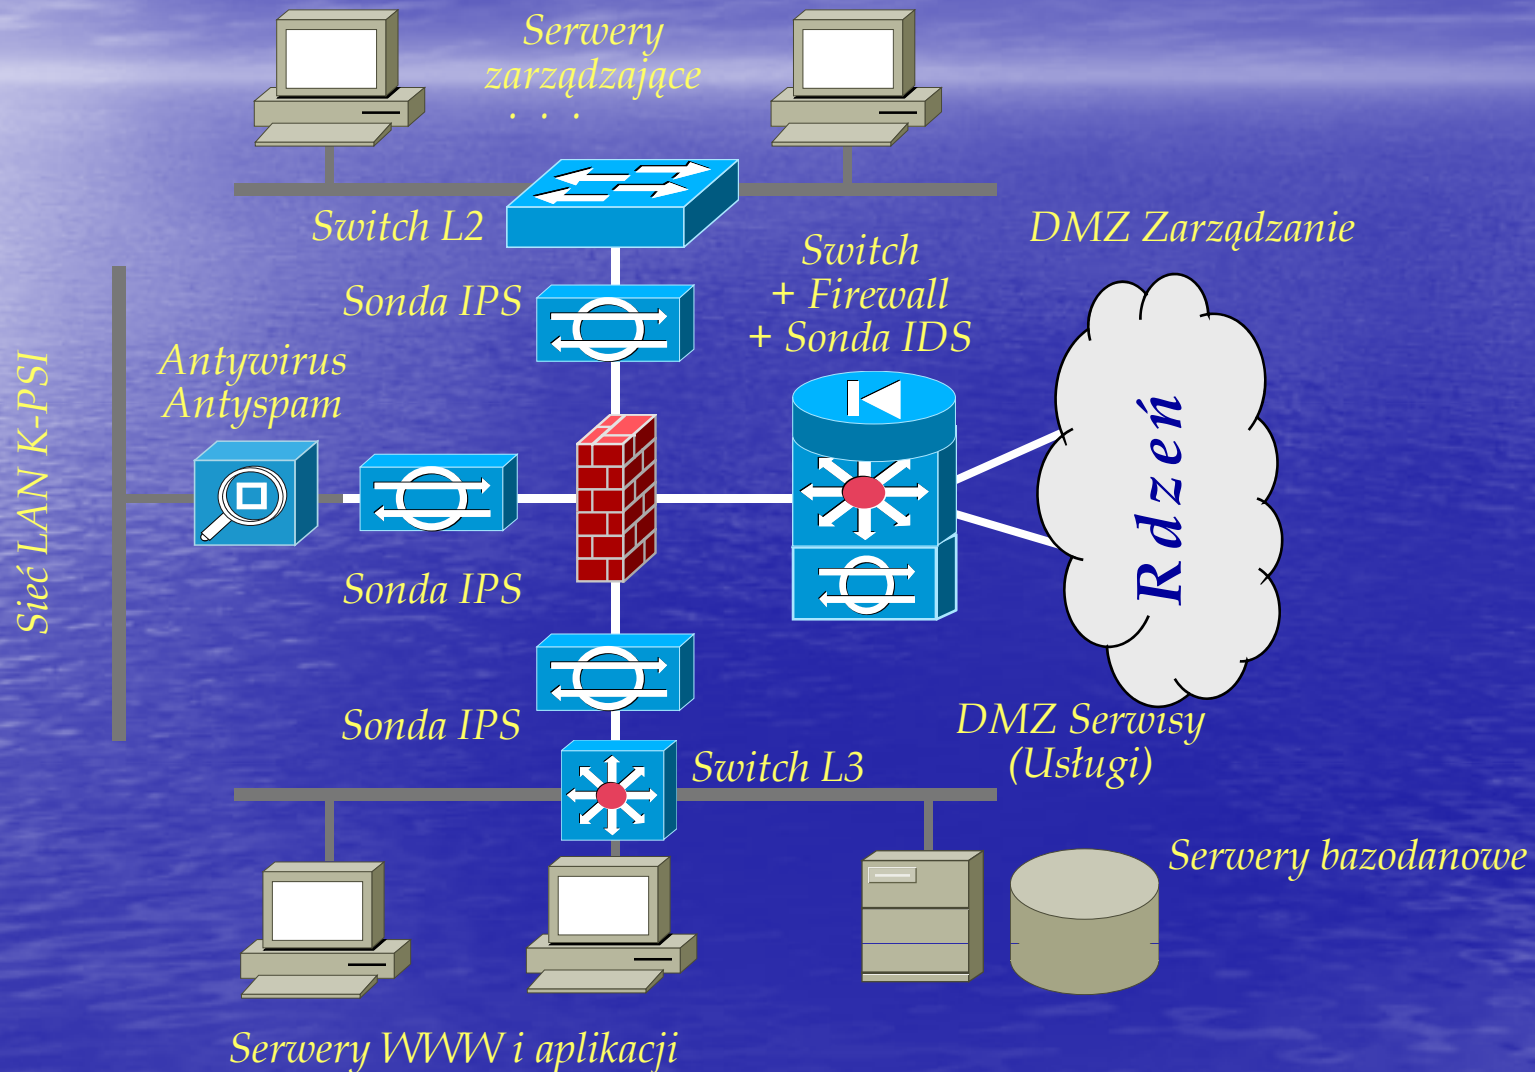 Serwery
zarządzające
. . .
Switch L2
DMZ Zarządzanie
Switch
+ Firewall
+ Sonda IDS
Sonda IPS
Antywirus
Antyspam
Sieć LAN K-PSI
Rdzeń
Sonda IPS
Sonda IPS
DMZ Serwisy
(Usługi)
Switch L3
Serwery bazodanowe
Serwery WWW i aplikacji